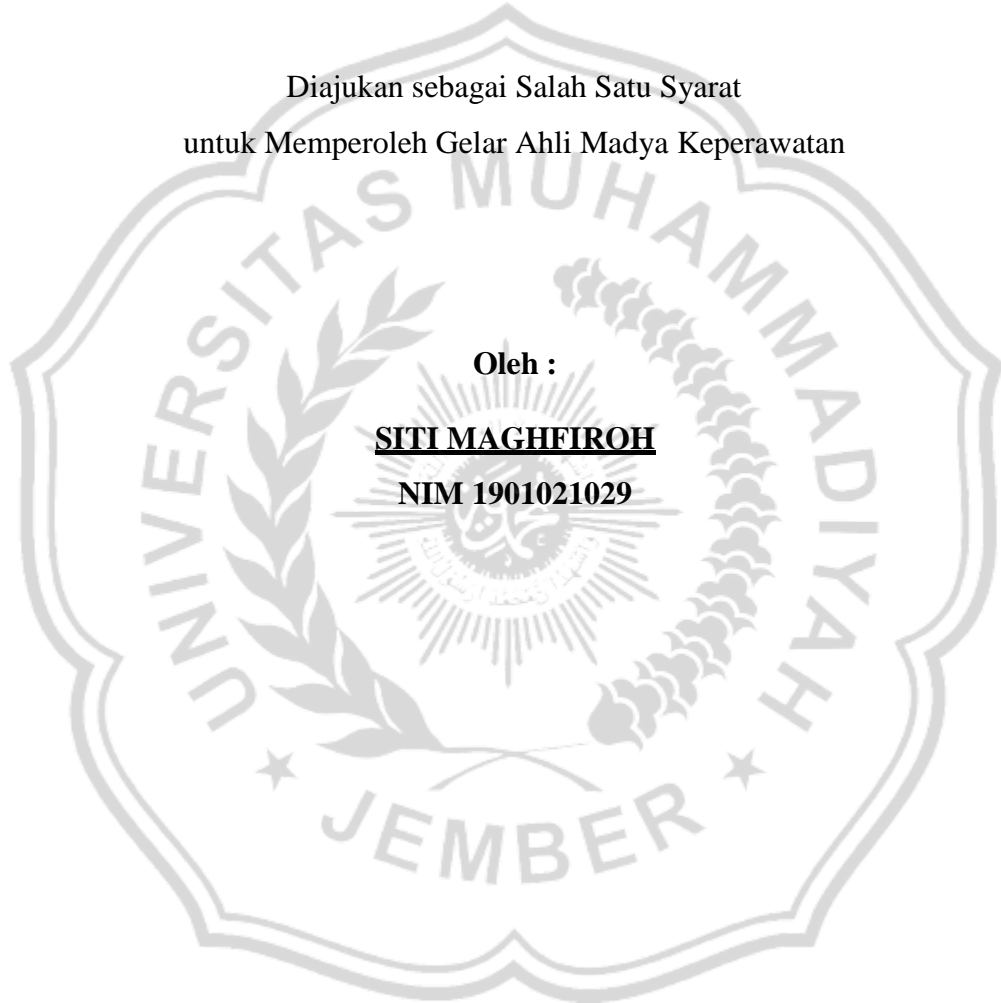 Diajukan sebagai Salah Satu Syarat
untuk Memperoleh Gelar Ahli Madya Keperawatan
UNIVERSITAS MUHAMMADIYAH
Oleh :
SITI MAGHFIROH
NIM 1901021029
JEMBER